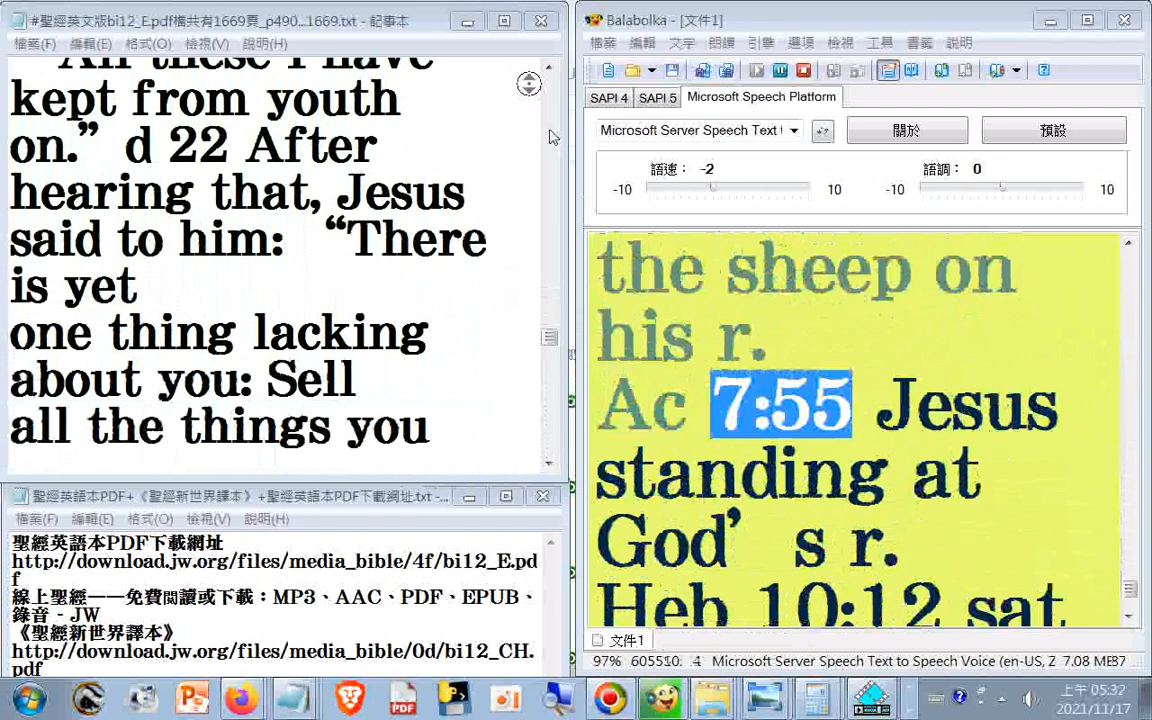 #聖經英文版bi12_E.pdf橫共有1669頁_p490...1669.txt - 記事本
檔案(F) 編輯(E) 格式(O) 檢視(V) 說明(H)
“All these I have
kept from youth
on.” d 22 After
hearing that, Jesus
said to him: “There
is yet
one thing lacking
about you: Sell
all the things you
聖經英語本PDF+《聖經新世界譯本》+聖經英語本PDF下載網址.txt -...
檔案(F) 編輯(E) 格式(O) 檢視(V) 說明(H)
聖經英語本PDF下載網址
http://download.jw.org/files/media_bible/4f/bi12_E.pd
f
線上聖經——免費閱讀或下載：MP3、AAC、PDF、EPUB、
錄音 - JW
《聖經新世界譯本》
http://download.jw.org/files/media_bible/0d/bi12_CH.
pdf
Balabolka - [文件1]
檔案 編輯 文字 朗讀 引擎 選項 檢視 工具 書籤 說明
SAPI 4 SAPI 5 Microsoft Speech Platform
Microsoft Server Speech Text 關於 預設
語速： -2 語調： 0
-10 10 -10 10
the sheep on
his r.
Ac 7:55 Jesus
standing at
God’s r.
Heb 10:12 sat
文件1
97% Microsoft Server Speech Text to Speech Voice (en-US, Z 7.08 MB
上午 05:32
2021/11/17